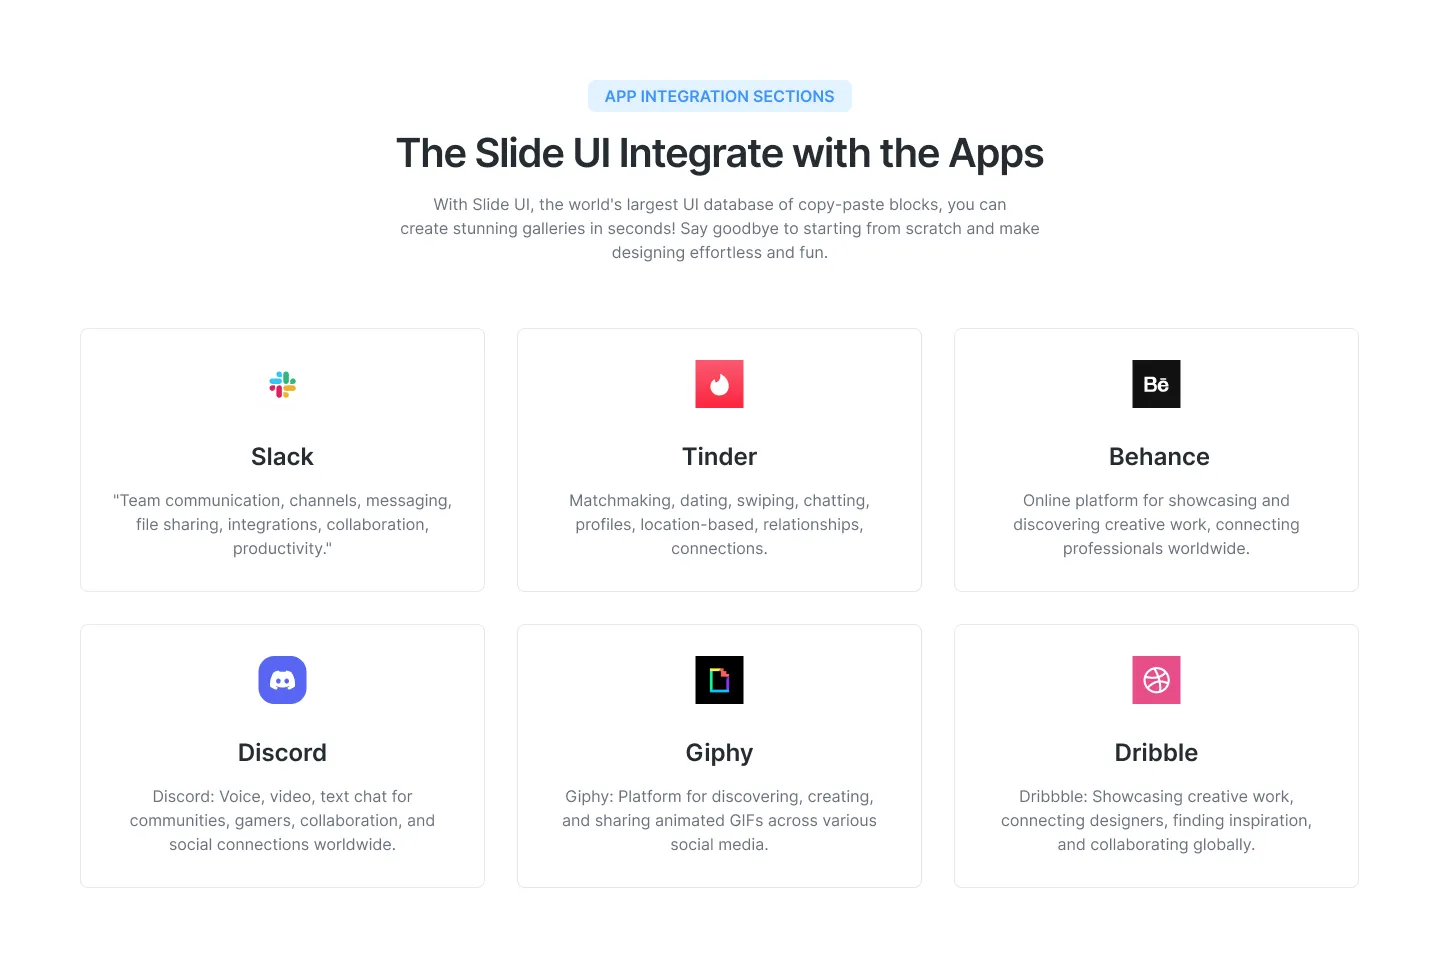 APP INTEGRATION SECTIONS
The Slide UI Integrate with the Apps
With Slide UI, the world's largest UI database of copy-paste blocks, you can
create stunning galleries in seconds! Say goodbye to starting from scratch and make
designing effortless and fun.
Slack
"Team communication, channels, messaging,
file sharing, integrations, collaboration,
productivity."
Tinder
Matchmaking, dating, swiping, chatting,
profiles, location-based, relationships,
connections.
Bē
Behance
Online platform for showcasing and
discovering creative work, connecting
professionals worldwide.
Discord
Discord: Voice, video, text chat for
communities, gamers, collaboration, and
social connections worldwide.
Giphy
Giphy: Platform for discovering, creating,
and sharing animated GIFs across various
social media.
Dribble
Dribbble: Showcasing creative work,
connecting designers, finding inspiration,
and collaborating globally.